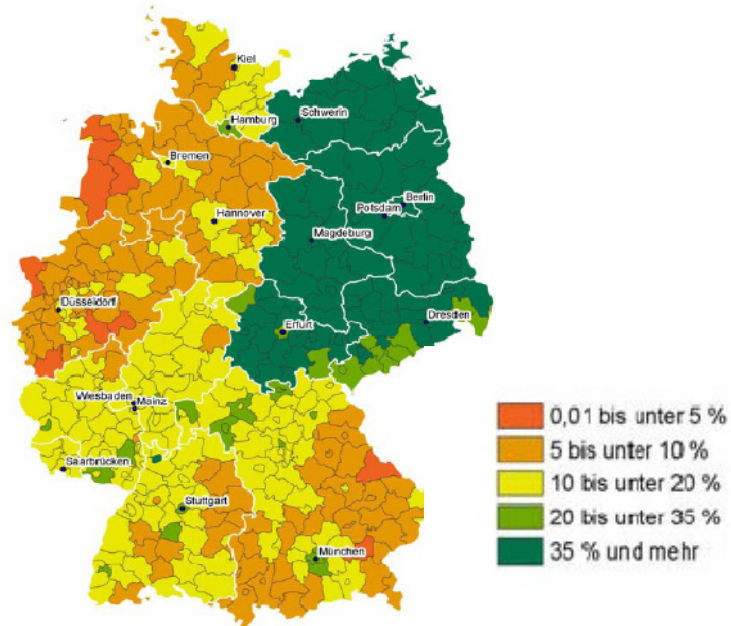 Kiel
Schwerin
Hamburg
Bremen
Berlin
Potsdam
Hannover
Magdeburg
Düsseldorf
Dresden
Erfurt
Wiesbaden
Mainz
Saarbrücken
Stuttgart
München
0,01 bis unter 5 %
5 bis unter 10 %
10 bis unter 20 %
20 bis unter 35 %
35 % und mehr